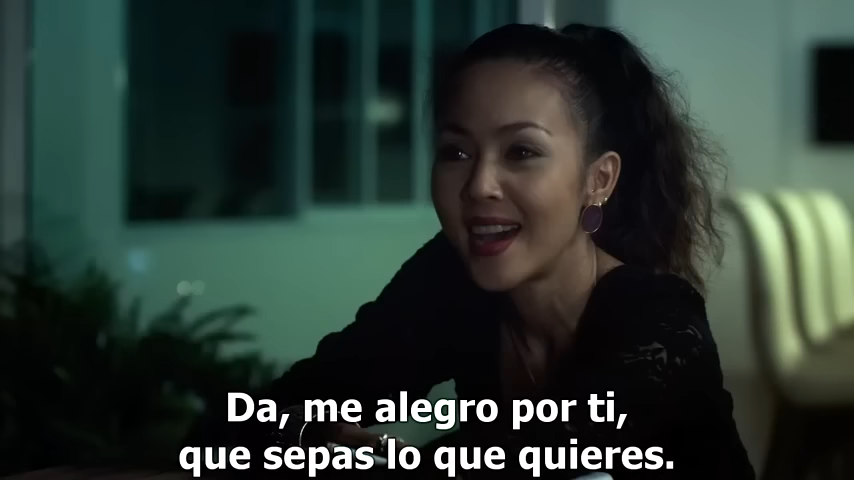 Da, me alegro por ti,
que sepas lo que quieres.